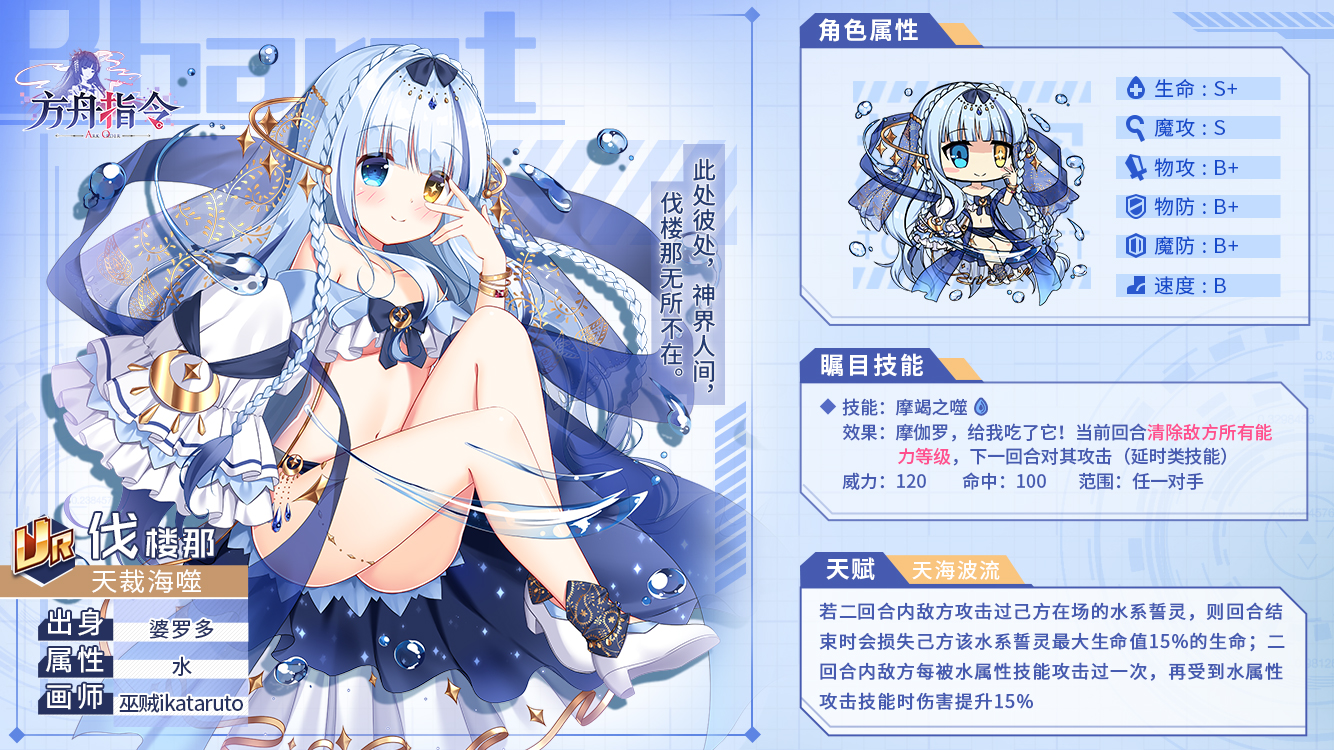 Bharat
方舟指令
ARK ORDER
此处彼处，神界人间，
伐楼那无所不在。
UR
伐楼那
天裁海噬
出身 婆罗多
属性 水
画师 巫贼ikataruto
角色属性
生命：S+
魔攻：S
物攻：B+
物防：B+
魔防：B+
速度：B
瞩目技能
◆ 技能：摩竭之噬
效果：摩伽罗，给我吃了它！当前回合清除敌方所有能
力等级，下一回合对其攻击（延时类技能）
威力：120 命中：100 范围：任一对手
天赋 天海波流
若二回合内敌方攻击过己方在场的水系誓灵，则回合结
束时会损失己方该水系誓灵最大生命值15%的生命；二
回合内敌方每被水属性技能攻击过一次，再受到水属性
攻击技能时伤害提升15%